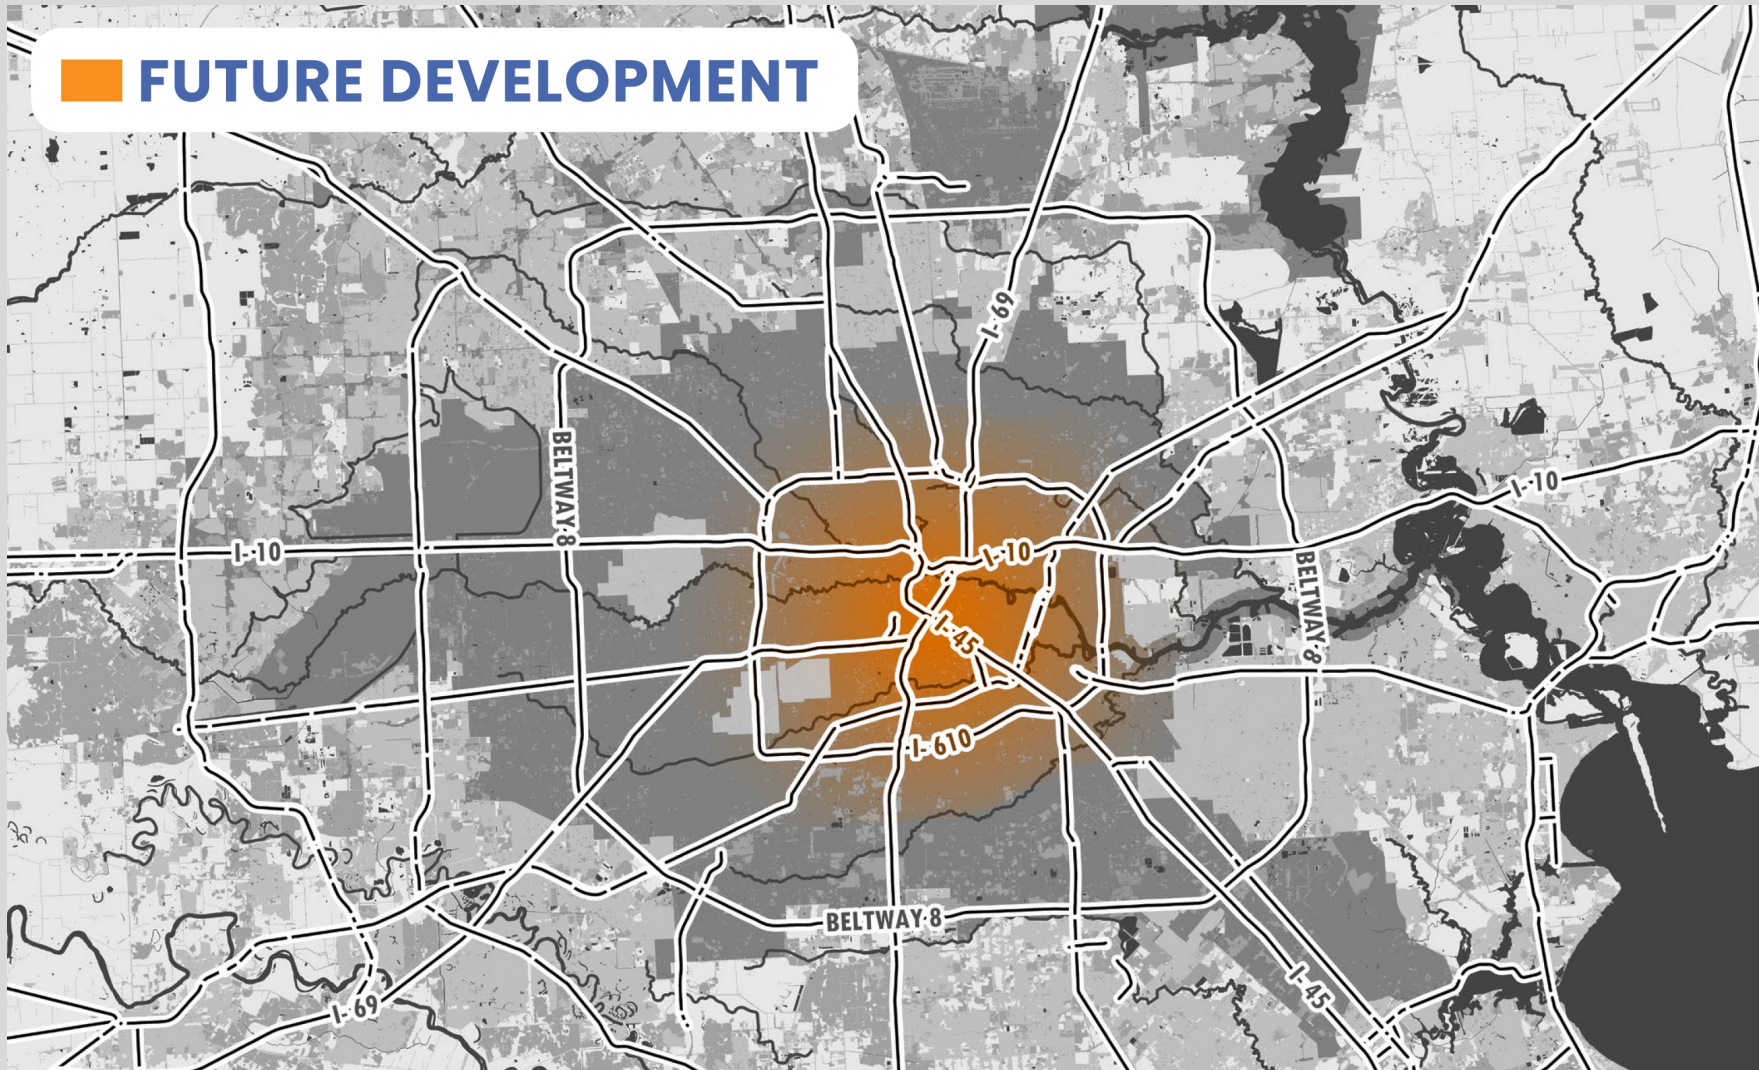 FUTURE DEVELOPMENT
I-69
BELTWAY 8
I-10
I-10
I-10
BELTWAY 8
I-45
I-610
BELTWAY 8
I-45
I-69